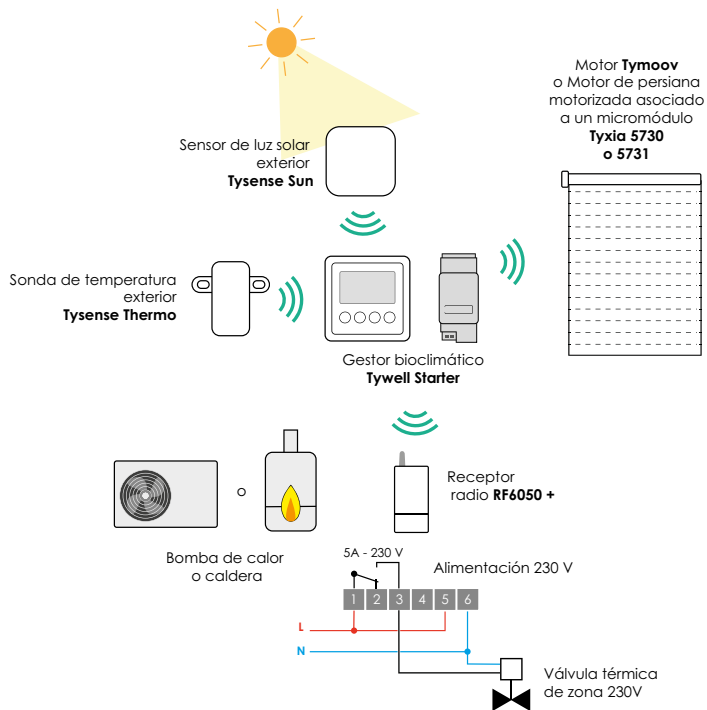 Motor Tymoov
o Motor de persiana
motorizada asociado
a un micromódulo
Tyxia 5730
o 5731
Sensor de luz solar
exterior
Tysense Sun
Sonda de temperatura
exterior
Tysense Thermo
Gestor bioclimático
Tywell Starter
o
Receptor
radio RF6050 +
Bomba de calor
o caldera
5A - 230 V
Alimentación 230 V
1 2 3 4 5 6
L
N
Válvula térmica
de zona 230V